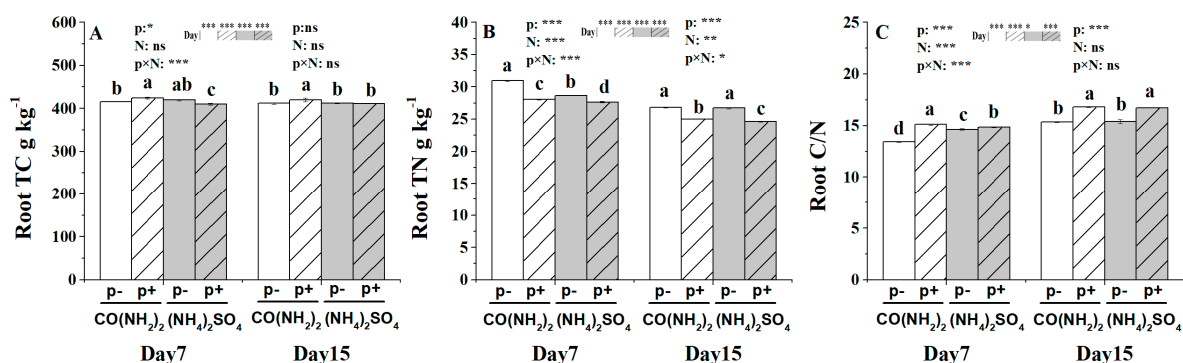 A
p:*
N: ns
p×N: ***
Day
*** *** *** ***
p:ns
N: ns
p×N: ns
Root TC g kg⁻¹
600
500
400
300
200
100
0
b a ab c b a b b
p- p+ p- p+ p- p+ p- p+
CO(NH₂)₂ (NH₄)₂SO₄ CO(NH₂)₂ (NH₄)₂SO₄
Day7 Day15
B
p: ***
N: ***
p×N: ***
Day
*** *** *** ***
p: ***
N: **
p×N: *
Root TN g kg⁻¹
40
35
30
25
20
15
10
5
0
a c b d a b a c
p- p+ p- p+ p- p+ p- p+
CO(NH₂)₂ (NH₄)₂SO₄ CO(NH₂)₂ (NH₄)₂SO₄
Day7 Day15
C
p: ***
N: ***
p×N: ***
Day
*** *** * ***
p: ***
N: ns
p×N: ns
Root C/N
25
20
15
10
5
0
d a c b b a b a
p- p+ p- p+ p- p+ p- p+
CO(NH₂)₂ (NH₄)₂SO₄ CO(NH₂)₂ (NH₄)₂SO₄
Day7 Day15